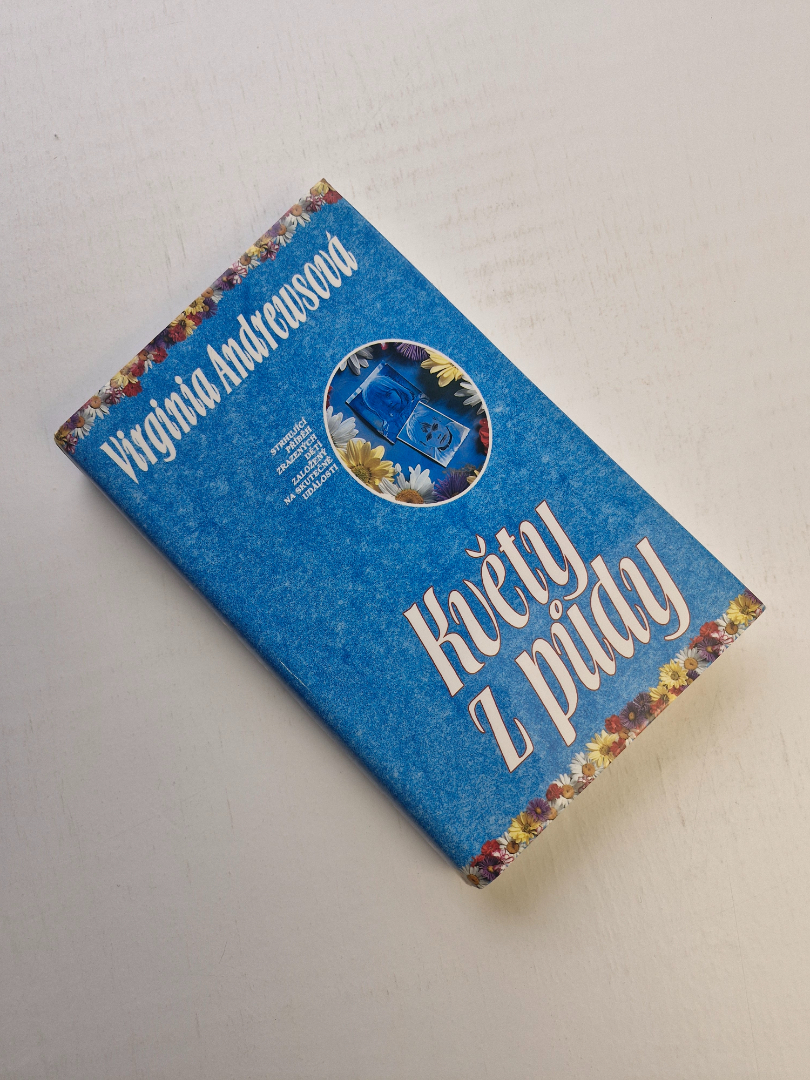 Virginia Andrewsová
STRHUJÍCÍ
PŘÍBĚH
ZRAZENÝCH
DĚTÍ
ZALOŽENÝ
NA SKUTEČNÉ
UDÁLOSTI
Květy
z půdy